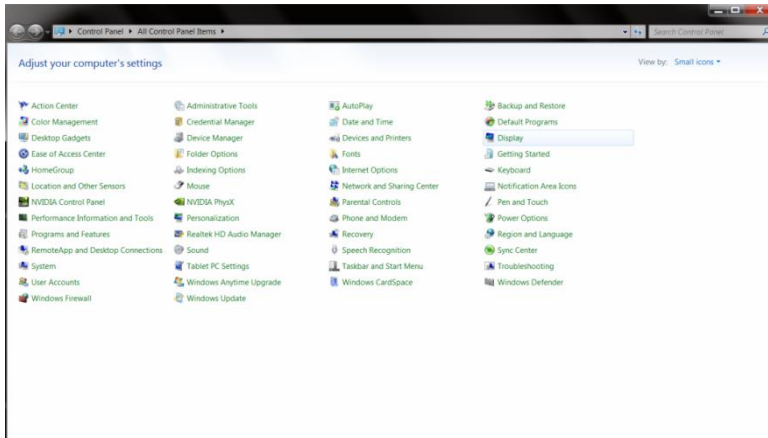 Control Panel ▸ All Control Panel Items ▸ Search Control Panel
Adjust your computer's settings View by: Small icons
Action Center Administrative Tools AutoPlay Backup and Restore
Color Management Credential Manager Date and Time Default Programs
Desktop Gadgets Device Manager Devices and Printers Display
Ease of Access Center Folder Options Fonts Getting Started
HomeGroup Indexing Options Internet Options Keyboard
Location and Other Sensors Mouse Network and Sharing Center Notification Area Icons
NVIDIA Control Panel NVIDIA PhysX Parental Controls Pen and Touch
Performance Information and Tools Personalization Phone and Modem Power Options
Programs and Features Realtek HD Audio Manager Recovery Region and Language
RemoteApp and Desktop Connections Sound Speech Recognition Sync Center
System Tablet PC Settings Taskbar and Start Menu Troubleshooting
User Accounts Windows Anytime Upgrade Windows CardSpace Windows Defender
Windows Firewall Windows Update